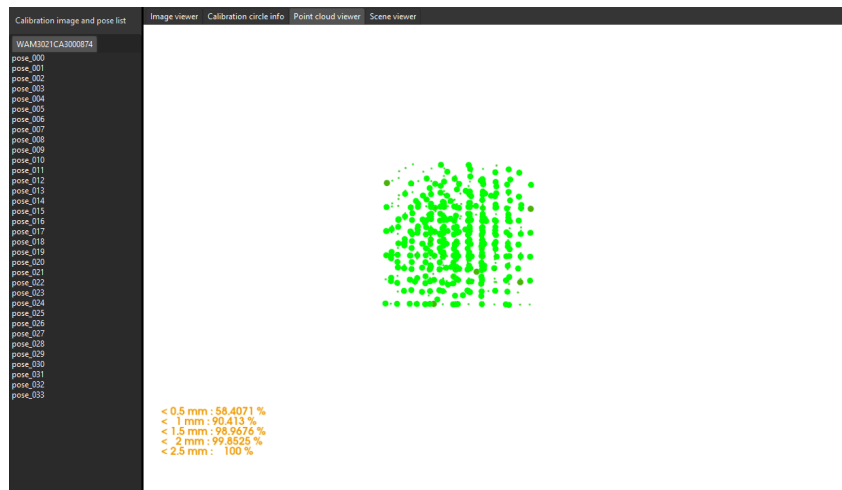 Calibration image and pose list
Image viewer Calibration circle info Point cloud viewer Scene viewer
WAM3021CA3000874
pose_000
pose_001
pose_002
pose_003
pose_004
pose_005
pose_006
pose_007
pose_008
pose_009
pose_010
pose_011
pose_012
pose_013
pose_014
pose_015
pose_016
pose_017
pose_018
pose_019
pose_020
pose_021
pose_022
pose_023
pose_024
pose_025
pose_026
pose_027
pose_028
pose_029
pose_030
pose_031
pose_032
pose_033
< 0.5 mm : 58.4071 %
< 1 mm : 90.413 %
< 1.5 mm : 98.9676 %
< 2 mm : 99.8525 %
< 2.5 mm : 100 %